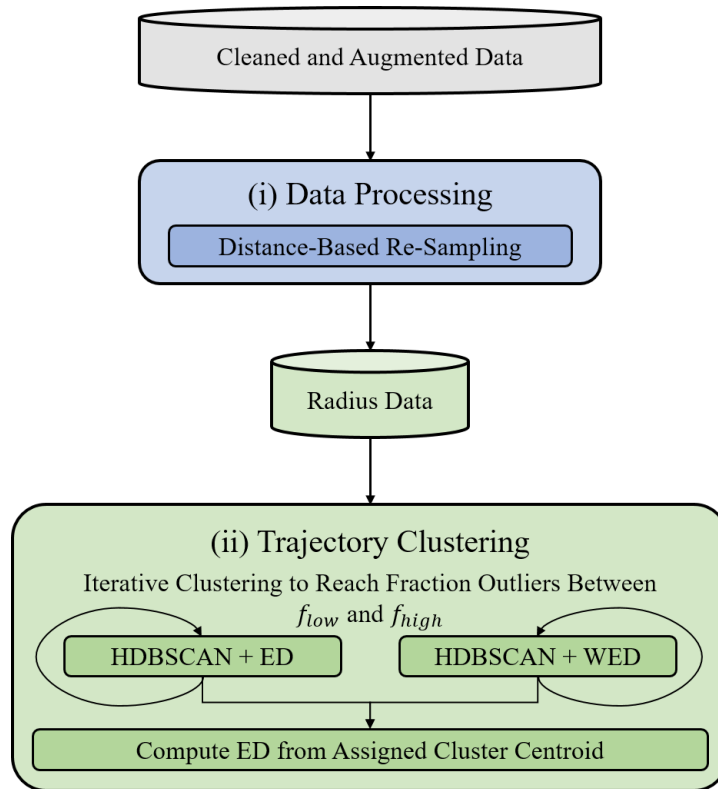 Cleaned and Augmented Data
(i) Data Processing
Distance-Based Re-Sampling
Radius Data
(ii) Trajectory Clustering
Iterative Clustering to Reach Fraction Outliers Between
f_low and f_high
HDBSCAN + ED
HDBSCAN + WED
Compute ED from Assigned Cluster Centroid